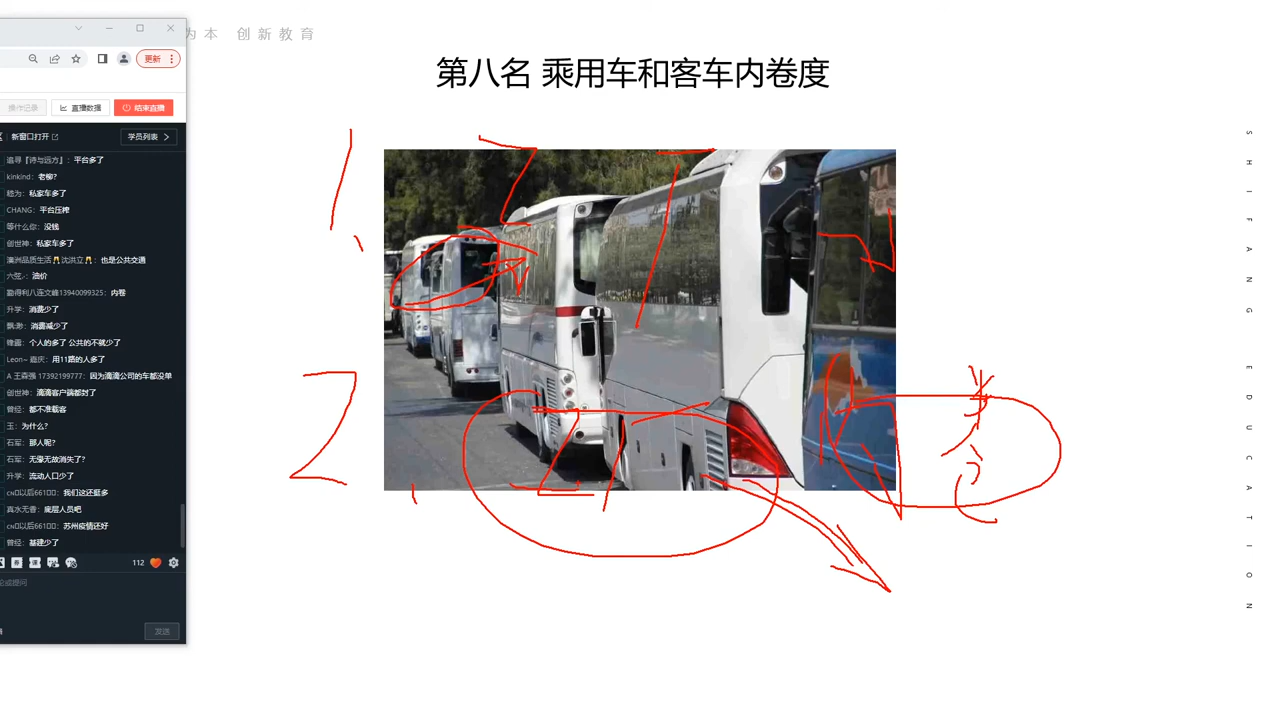 为本 创新教育
第八名 乘用车和客车内卷度
更新
操作记录
直播数据
结束直播
新窗口打开
学员列表
追寻『诗与远方』：平台多了
kinkind：老柳?
嵇为：私家车多了
CHANG：平台压榨
等什么你：没钱
创世神：私家车多了
澳洲品质生活🥂沈洪立🥂：也是公共交通
六弦：油价
勤得利八连文峰13940099325：内卷
升学：消费少了
飘渺：消费减少了
锋画：个人的多了 公共的不就少了
Leon~ 嘉庆：用11路的人多了
A 王森强 17392199777：因为滴滴公司的车都没单
创世神：滴滴客户端都封了
曾经：都不准载客
玉：为什么?
石军：那人呢?
石军：无缘无故消失了?
升学：流动人口少了
以后661：我们这还挺多
真水无香：底层人员吧
以后661：苏州疫情还好
曾经：基建少了
112
论或提问
发送
SHIFANG EDUCATION